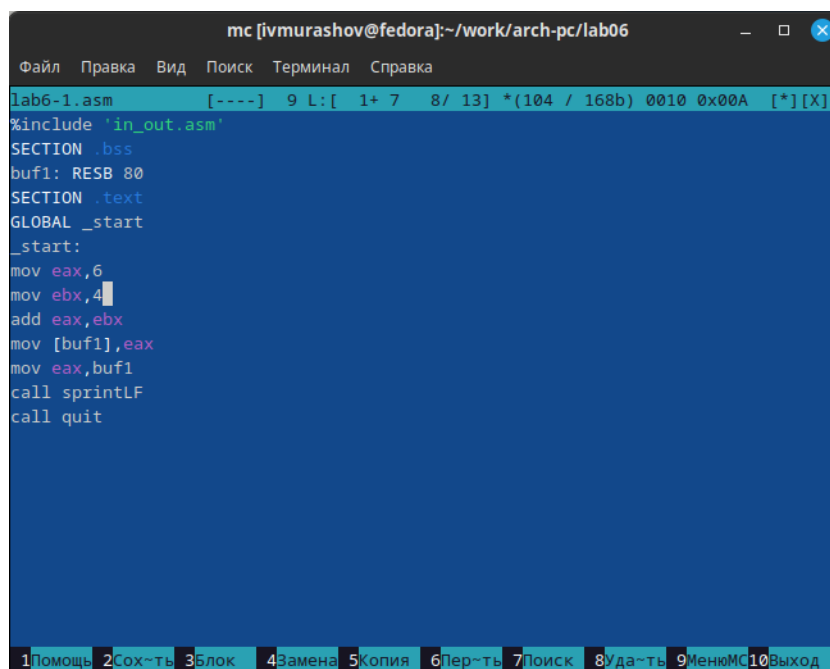 mc [ivmurashov@fedora]:~/work/arch-pc/lab06
Файл Правка Вид Поиск Терминал Справка
lab6-1.asm [----] 9 L:[ 1+ 7 8/ 13] *(104 / 168b) 0010 0x00A [*][X]
%include 'in_out.asm'
SECTION .bss
buf1: RESB 80
SECTION .text
GLOBAL _start
_start:
mov eax,6
mov ebx,4
add eax,ebx
mov [buf1],eax
mov eax,buf1
call sprintLF
call quit
1Помощь 2Сох~ть 3Блок 4Замена 5Копия 6Пер~ть 7Поиск 8Уда~ть 9МенюMC10Выход